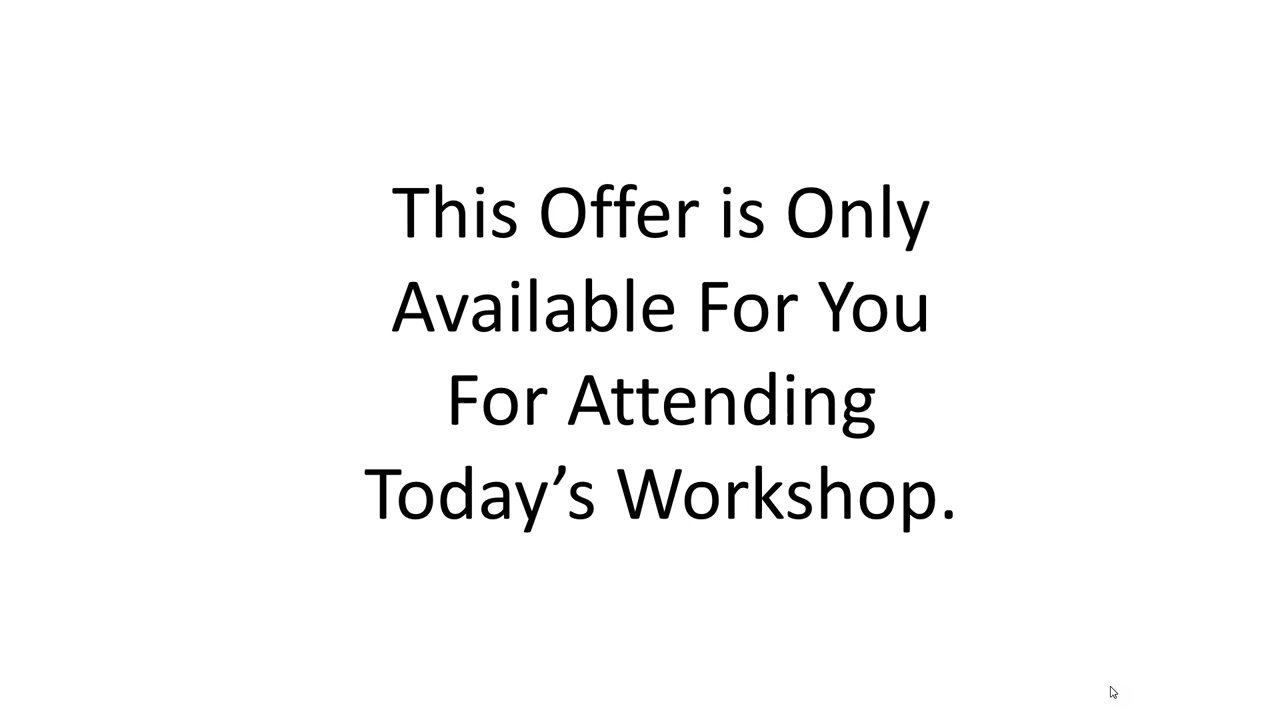 This Offer is Only
Available For You
For Attending
Today’s Workshop.